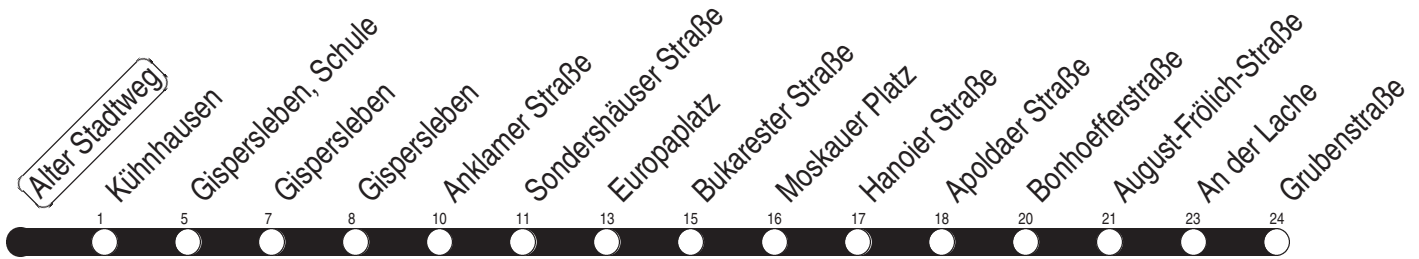 Alter Stadtweg
Kühnhausen
Gispersleben, Schule
Gispersleben
Gispersleben
Anklamer Straße
Sondershäuser Straße
Europaplatz
Bukarester Straße
Moskauer Platz
Hanoier Straße
Apoldaer Straße
Bonhoefferstraße
August-Frölich-Straße
An der Lache
Grubenstraße
1 5 7 8 10 11 13 15 16 17 18 20 21 23 24